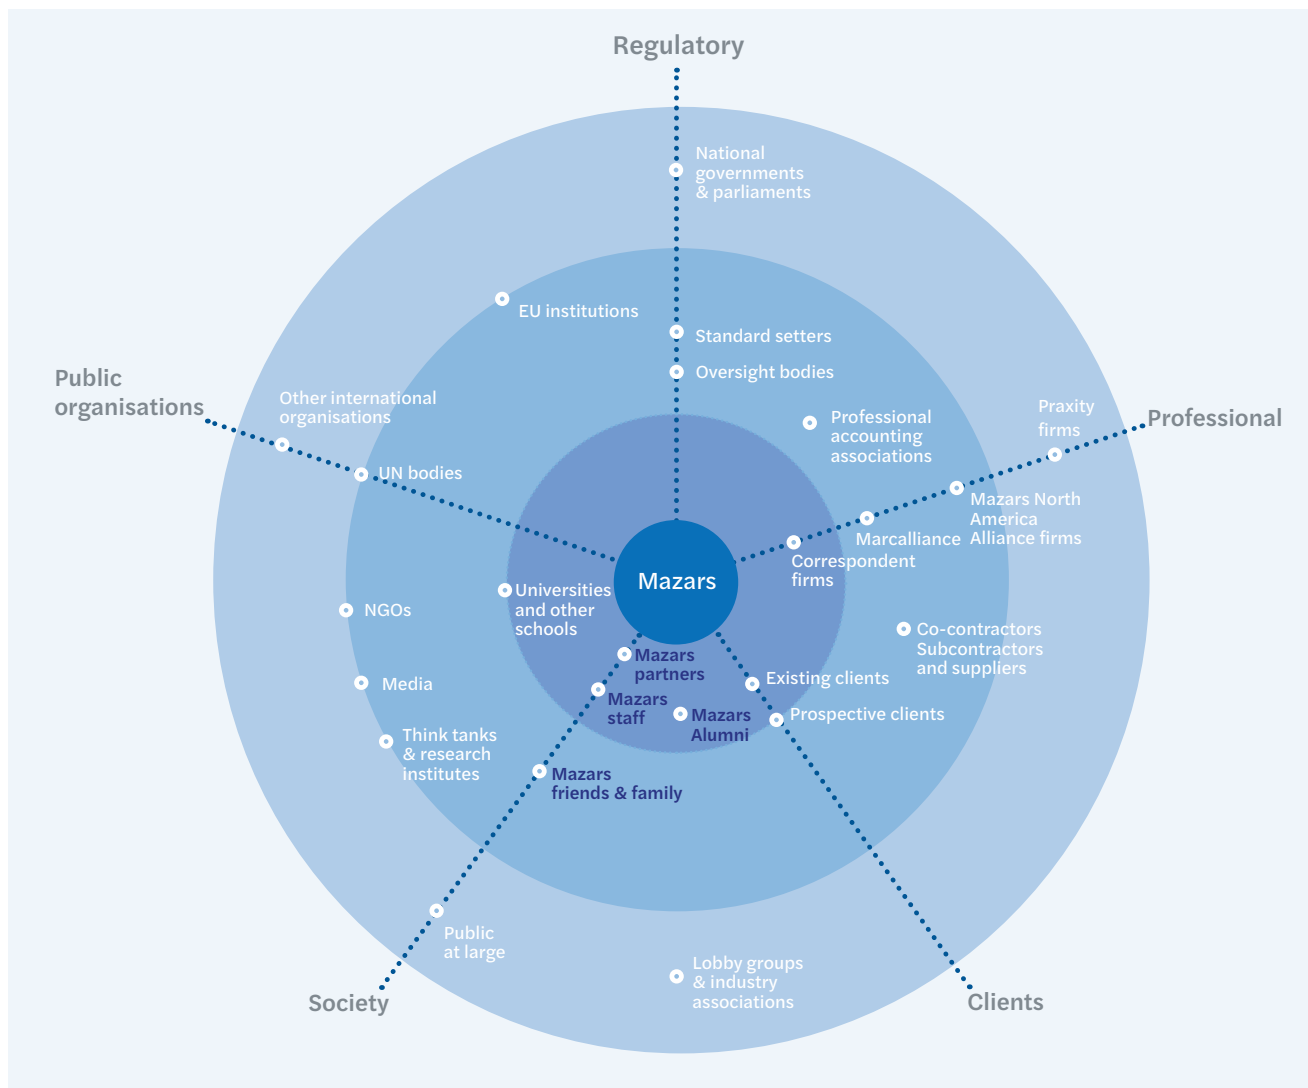 Regulatory
National
governments
& parliaments
EU institutions
Standard setters
Oversight bodies
Public
organisations
Other international
organisations
UN bodies
Professional
accounting
associations
Praxity
firms
Professional
Mazars North
America
Alliance firms
Marcalliance
Correspondent
firms
Mazars
Universities
and other
schools
NGOs
Co-contractors
Subcontractors
and suppliers
Mazars
partners
Existing clients
Media
Mazars
staff
Mazars
Alumni
Prospective clients
Think tanks
& research
institutes
Mazars
friends & family
Public
at large
Lobby groups
& industry
associations
Society
Clients